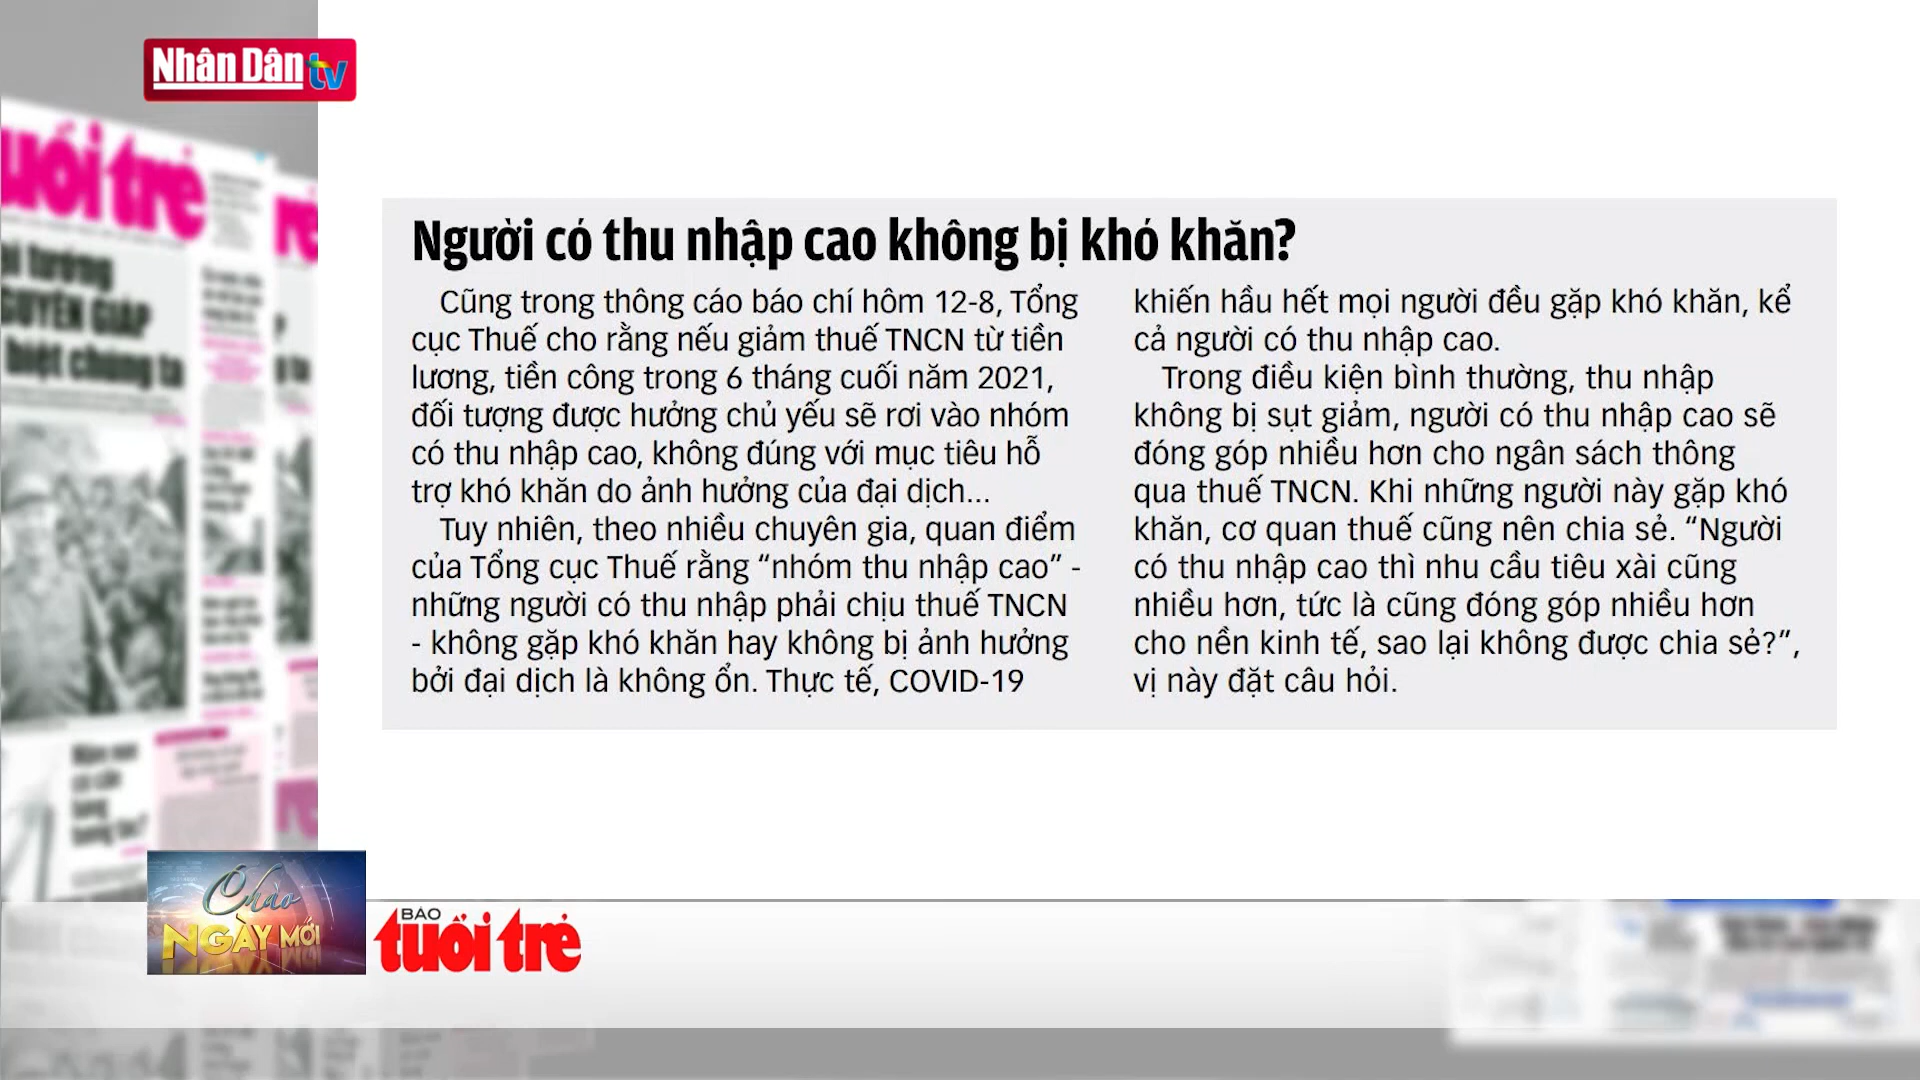 Nhân Dân tv
tuổi trẻ
Người có thu nhập cao không bị khó khăn?
Cũng trong thông cáo báo chí hôm 12-8, Tổng
cục Thuế cho rằng nếu giảm thuế TNCN từ tiền
lương, tiền công trong 6 tháng cuối năm 2021,
đối tượng được hưởng chủ yếu sẽ rơi vào nhóm
có thu nhập cao, không đúng với mục tiêu hỗ
trợ khó khăn do ảnh hưởng của đại dịch...
Tuy nhiên, theo nhiều chuyên gia, quan điểm
của Tổng cục Thuế rằng “nhóm thu nhập cao” -
những người có thu nhập phải chịu thuế TNCN
- không gặp khó khăn hay không bị ảnh hưởng
bởi đại dịch là không ổn. Thực tế, COVID-19
khiến hầu hết mọi người đều gặp khó khăn, kể
cả người có thu nhập cao.
Trong điều kiện bình thường, thu nhập
không bị sụt giảm, người có thu nhập cao sẽ
đóng góp nhiều hơn cho ngân sách thông
qua thuế TNCN. Khi những người này gặp khó
khăn, cơ quan thuế cũng nên chia sẻ. “Người
có thu nhập cao thì nhu cầu tiêu xài cũng
nhiều hơn, tức là cũng đóng góp nhiều hơn
cho nền kinh tế, sao lại không được chia sẻ?”,
vị này đặt câu hỏi.
Chào
NGÀY MỚI
BÁO
tuổi trẻ